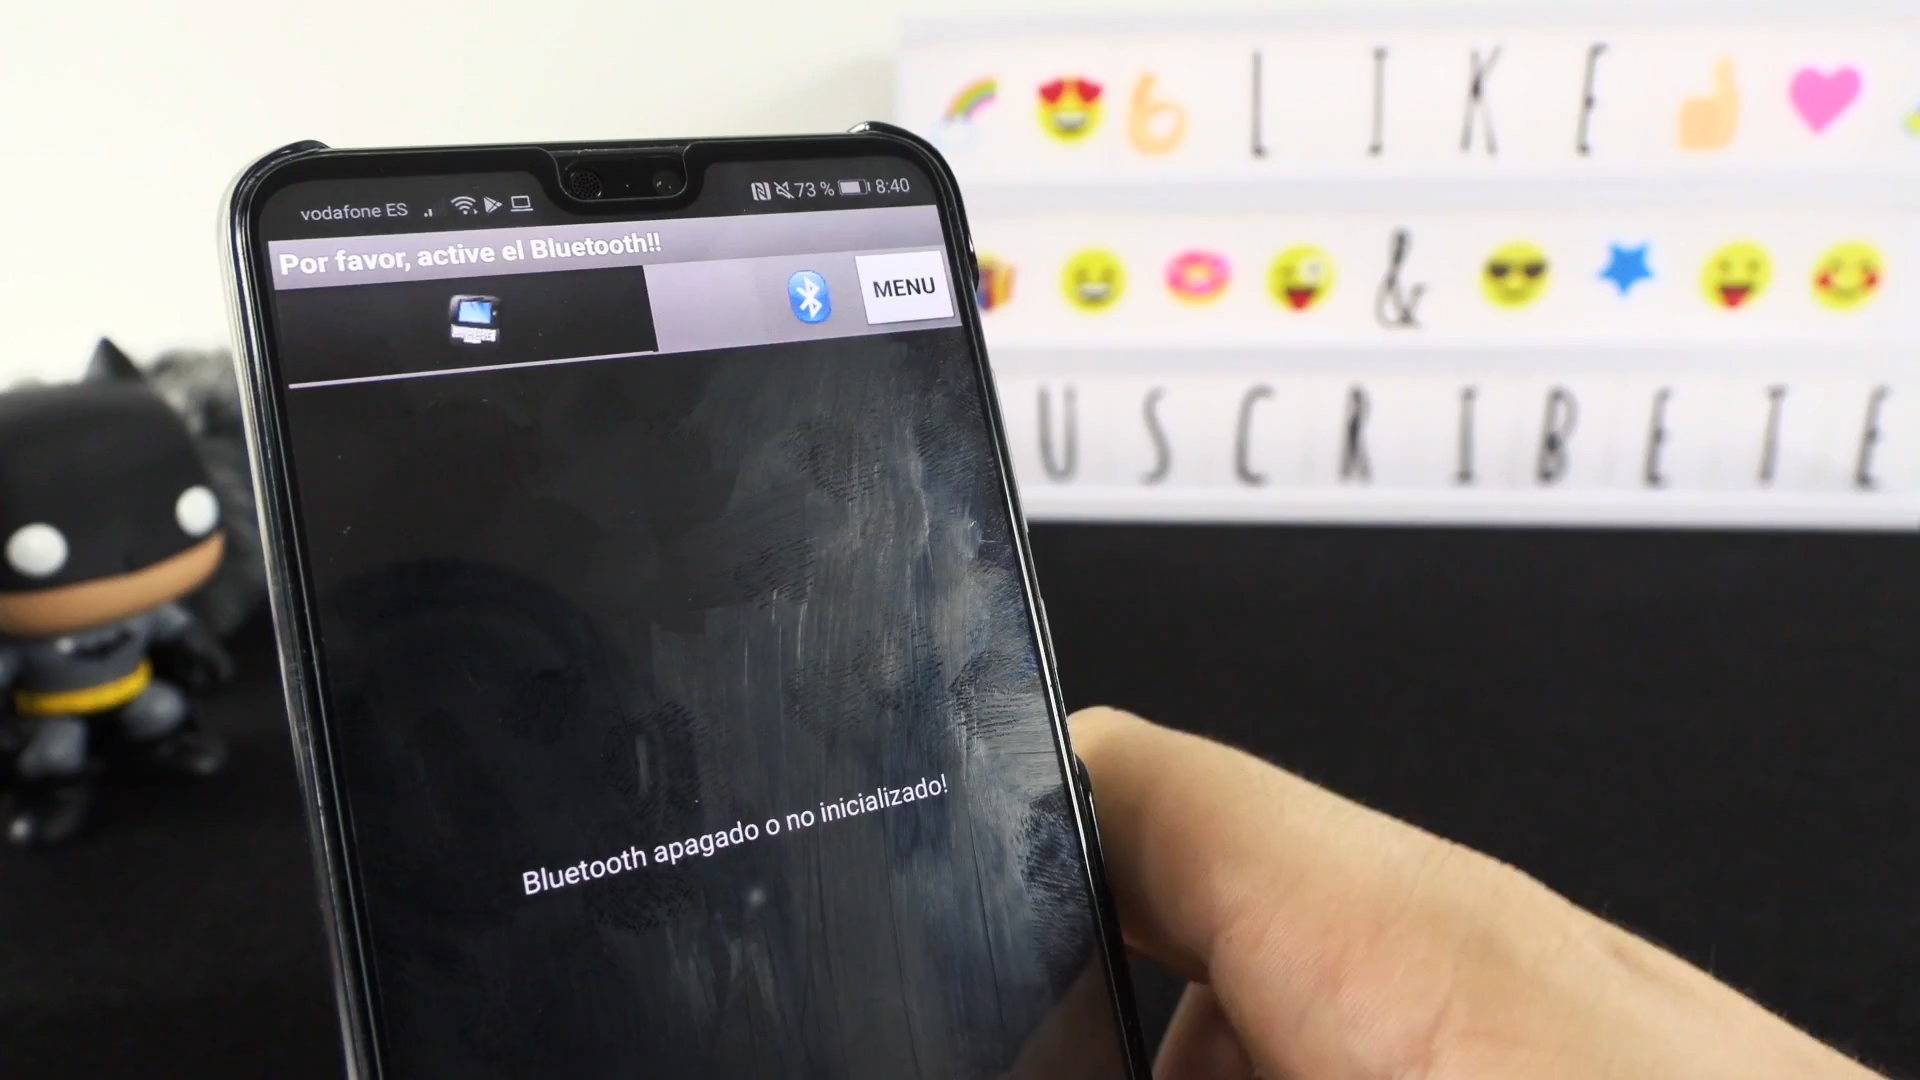 LIKE
&
USCRIBETE
vodafone ES 73 % 8:40
Por favor, active el Bluetooth!!
MENU
Bluetooth apagado o no inicializado!